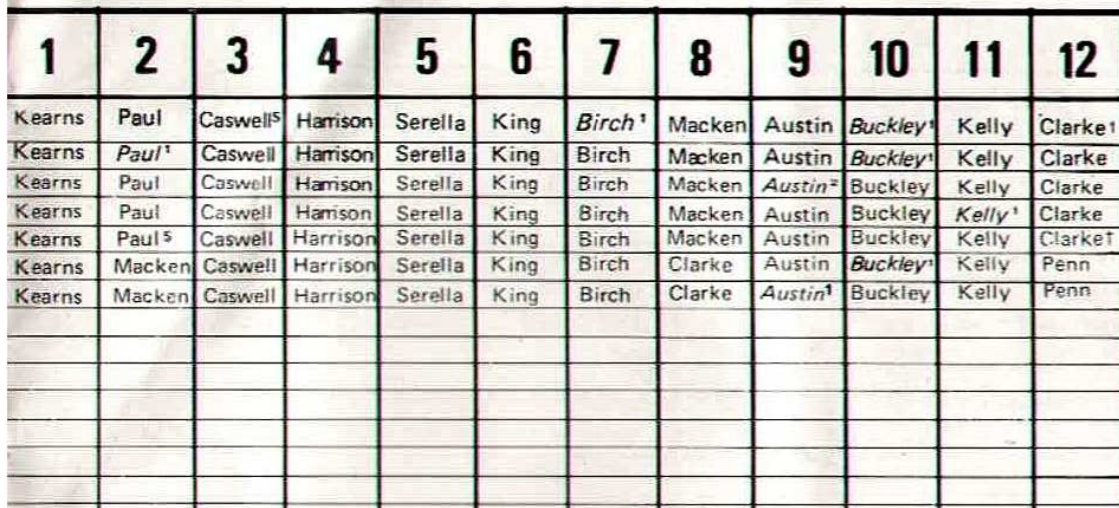 1 2 3 4 5 6 7 8 9 10 11 12
Kearns Paul Caswell⁵ Harrison Serella King Birch¹ Macken Austin Buckley¹ Kelly Clarke¹
Kearns Paul¹ Caswell Harrison Serella King Birch Macken Austin Buckley¹ Kelly Clarke
Kearns Paul Caswell Harrison Serella King Birch Macken Austin² Buckley Kelly Clarke
Kearns Paul Caswell Harrison Serella King Birch Macken Austin Buckley Kelly¹ Clarke
Kearns Paul⁵ Caswell Harrison Serella King Birch Macken Austin Buckley Kelly Clarke†
Kearns Macken Caswell Harrison Serella King Birch Clarke Austin Buckley¹ Kelly Penn
Kearns Macken Caswell Harrison Serella King Birch Clarke Austin¹ Buckley Kelly Penn